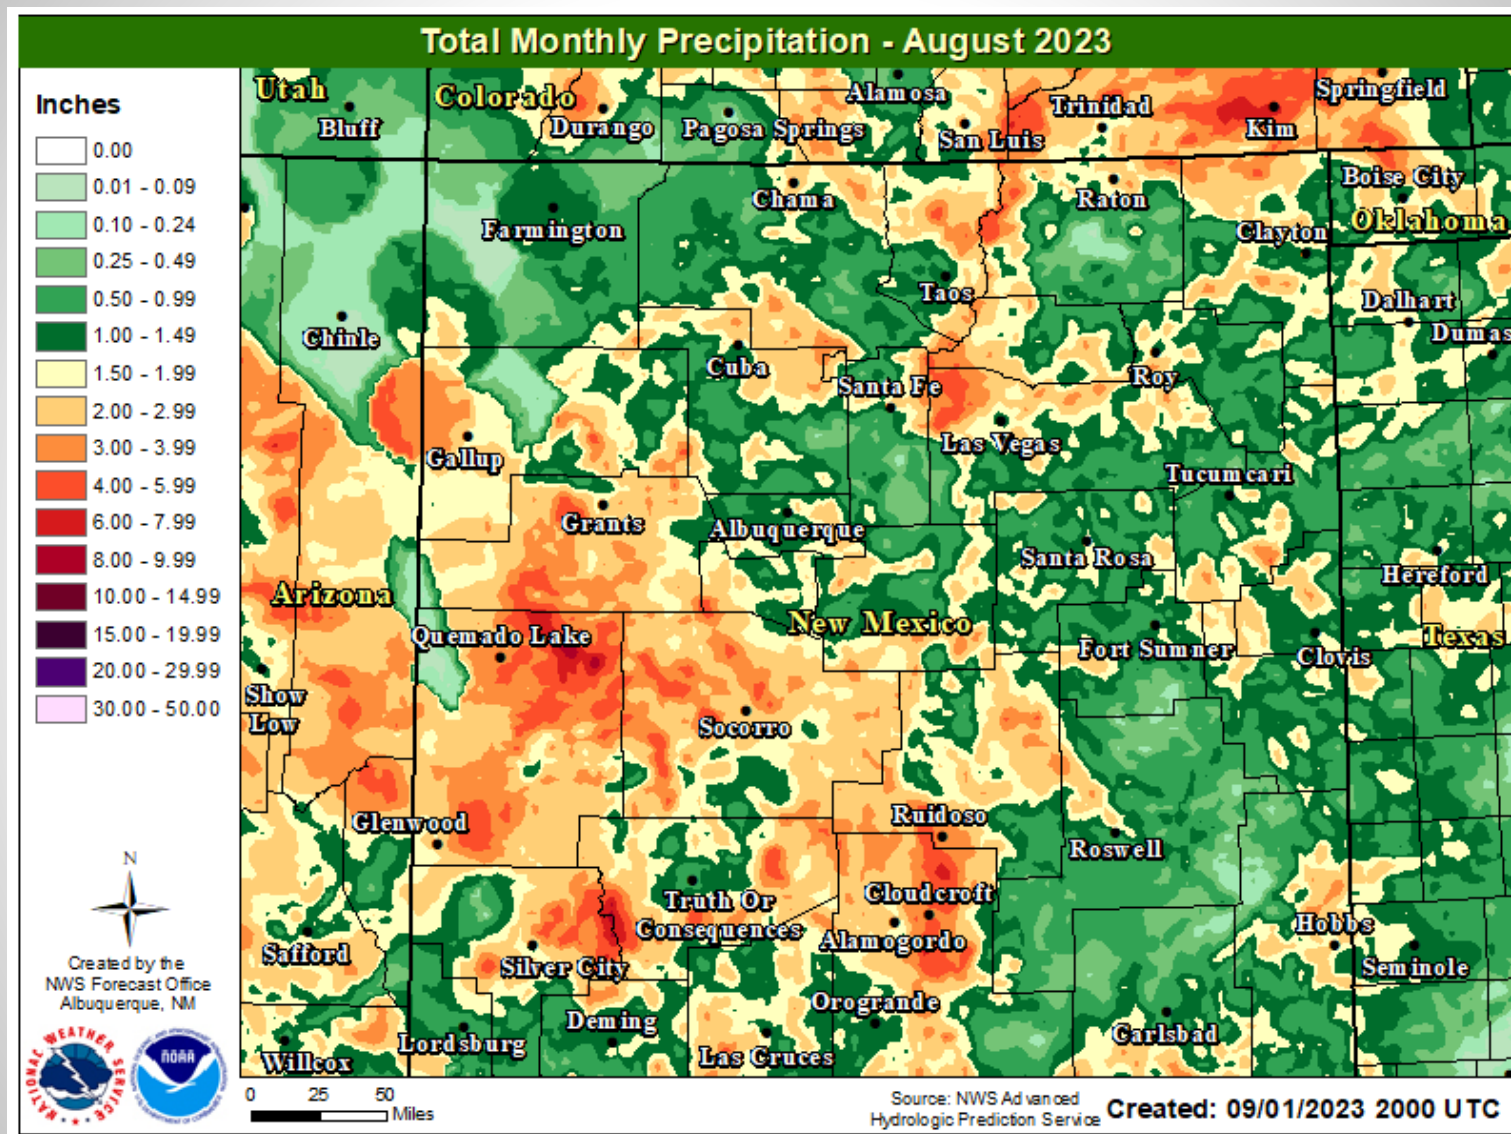 Total Monthly Precipitation - August 2023
Inches
0.00
0.01 - 0.09
0.10 - 0.24
0.25 - 0.49
0.50 - 0.99
1.00 - 1.49
1.50 - 1.99
2.00 - 2.99
3.00 - 3.99
4.00 - 5.99
6.00 - 7.99
8.00 - 9.99
10.00 - 14.99
15.00 - 19.99
20.00 - 29.99
30.00 - 50.00
Utah
Colorado
Alamosa
Springfield
Bluff
Durango
Pagosa Springs
San Luis
Trinidad
Kim
Chama
Raton
Boise City
Farmington
Clayton
Oklahoma
Taos
Dalhart
Chinle
Dumas
Cuba
Santa Fe
Roy
Gallup
Las Vegas
Tucumcari
Grants
Albuquerque
Santa Rosa
Hereford
Arizona
New Mexico
Quemado Lake
Fort Sumner
Clovis
Texas
Show
Low
Socorro
Glenwood
Ruidoso
Roswell
Truth Or
Consequences
Cloudcroft
Alamogordo
Hobbs
Safford
Silver City
Seminole
Orogrande
Deming
Carlsbad
Lordsburg
Willcox
Las Cruces
N
Created by the
NWS Forecast Office
Albuquerque, NM
NATIONAL WEATHER SERVICE
NOAA
0 25 50
Miles
Source: NWS Advanced
Hydrologic Prediction Service
Created: 09/01/2023 2000 UTC